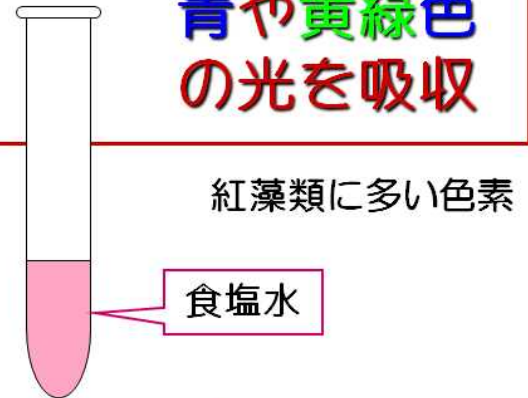 青や黄緑色
の光を吸収
紅藻類に多い色素
食塩水